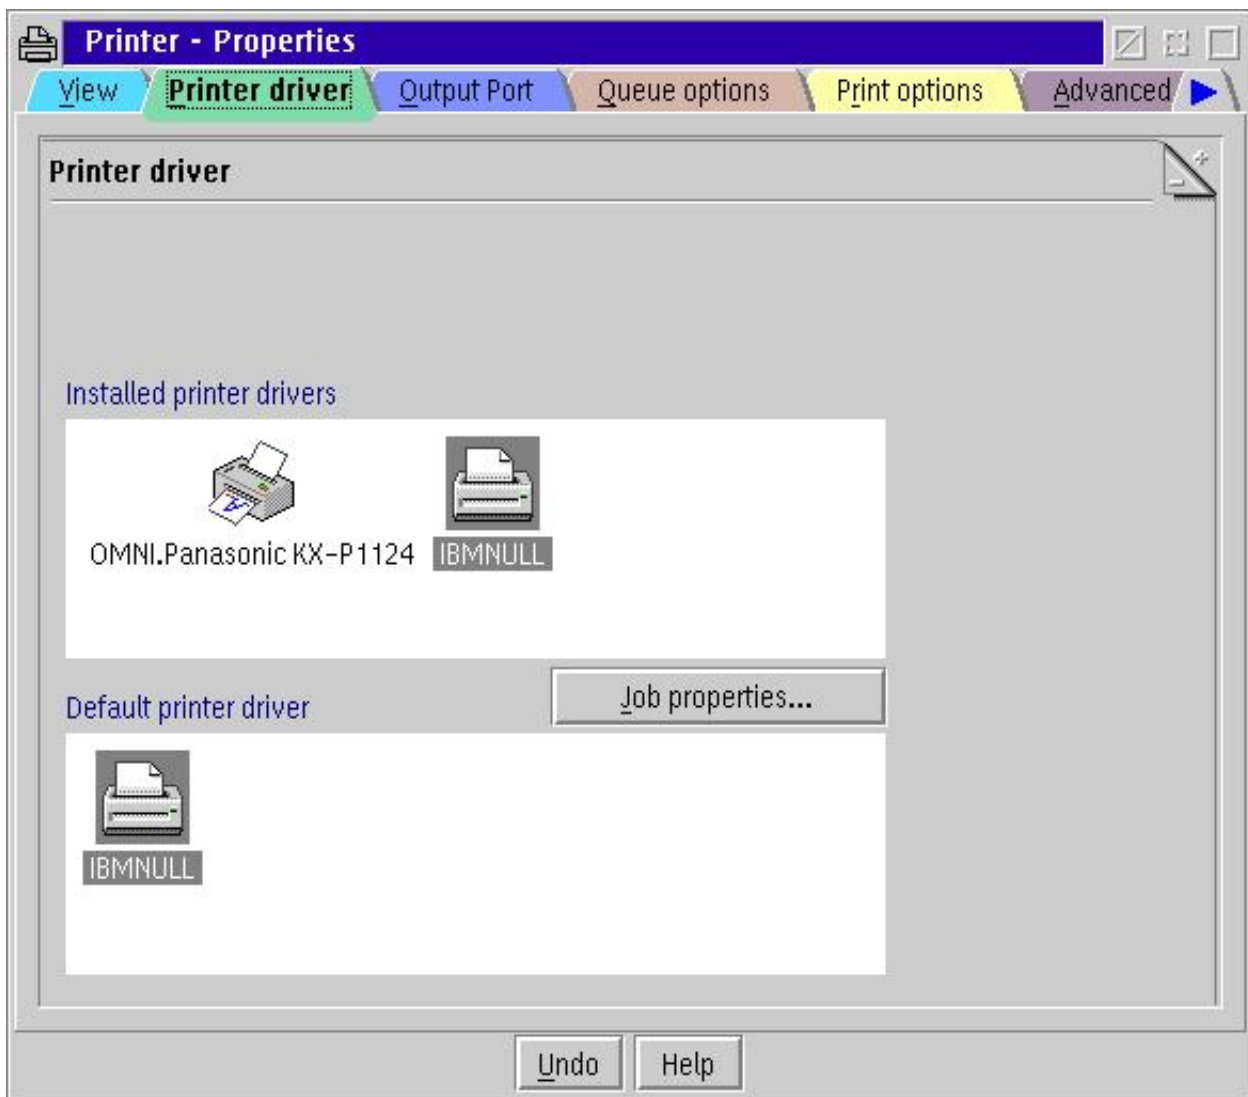 Printer - Properties
View Printer driver Output Port Queue options Print options Advanced
Printer driver
Installed printer drivers
OMNI.Panasonic KX-P1124 IBMNULL
Job properties...
Default printer driver
IBMNULL
Undo Help